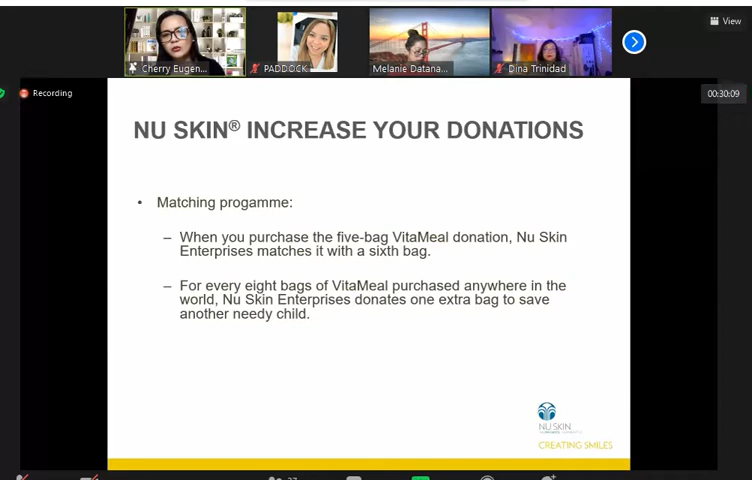 View
Cherry Eugen...
PADDOCK
Melanie Datana...
Dina Trinidad
Recording
00:30:09
NU SKIN® INCREASE YOUR DONATIONS
• Matching progamme:
– When you purchase the five-bag VitaMeal donation, Nu Skin
Enterprises matches it with a sixth bag.
– For every eight bags of VitaMeal purchased anywhere in the
world, Nu Skin Enterprises donates one extra bag to save
another needy child.
NU SKIN
CREATING SMILES